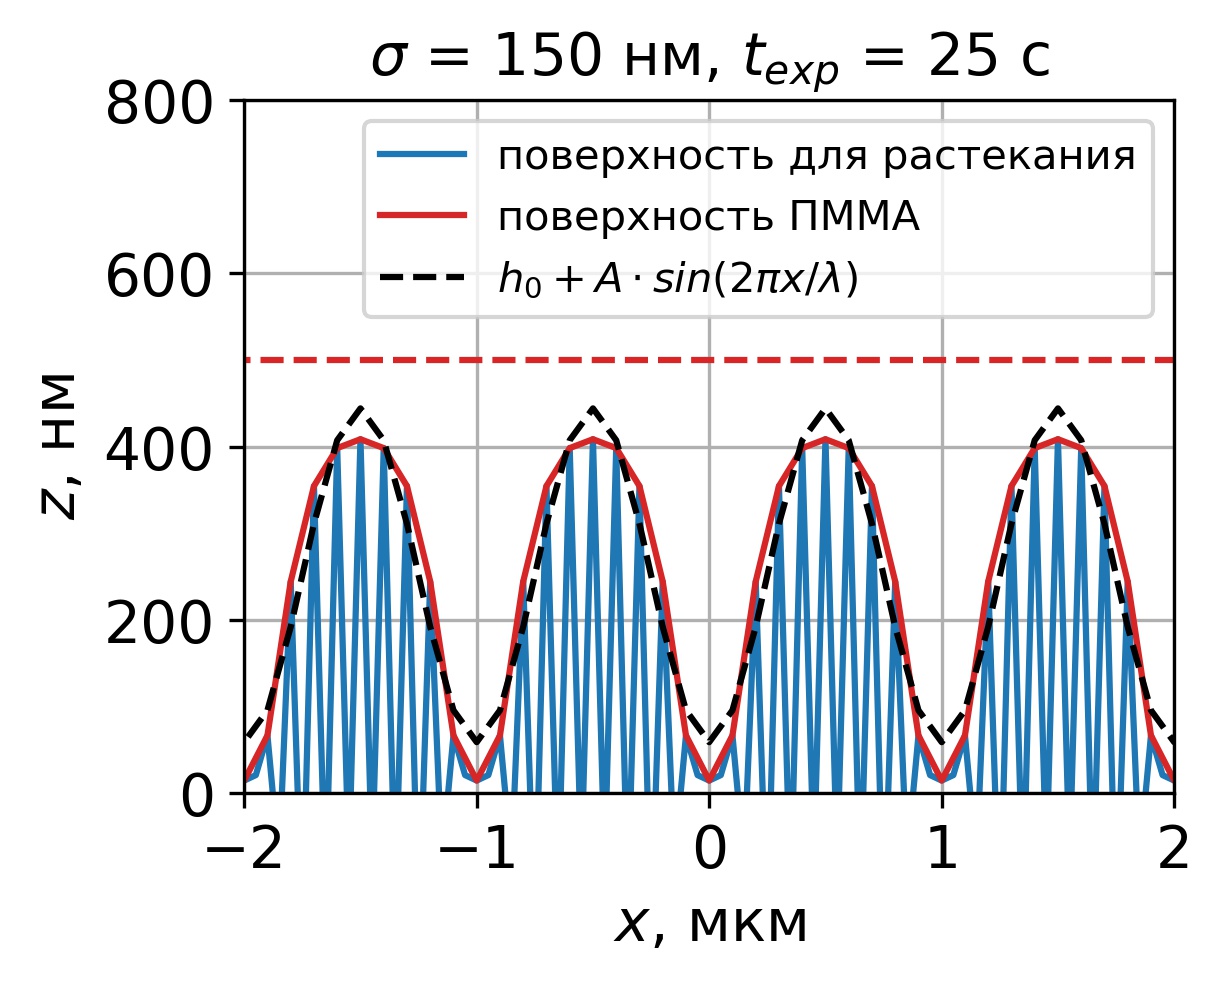 σ = 150 нм, t_exp = 25 с
800
поверхность для растекания
поверхность ПММА
h₀ + A · sin(2πx/λ)
600
400
200
0
z, нм
−2
−1
0
1
2
x, мкм